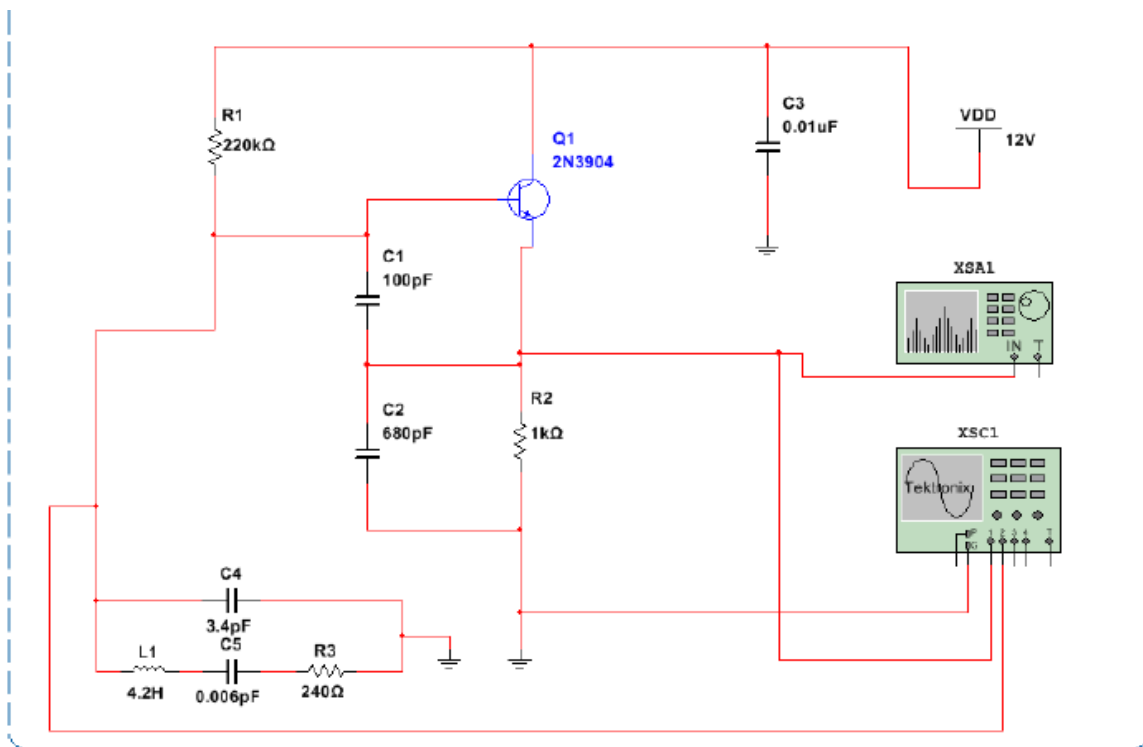 R1
220kΩ
Q1
2N3904
C3
0.01uF
VDD
12V
C1
100pF
XSA1
IN T
C2
680pF
R2
1kΩ
XSC1
Tektronix
P
G
1 2 3 4 T
C4
3.4pF
L1
4.2H
C5
0.006pF
R3
240Ω